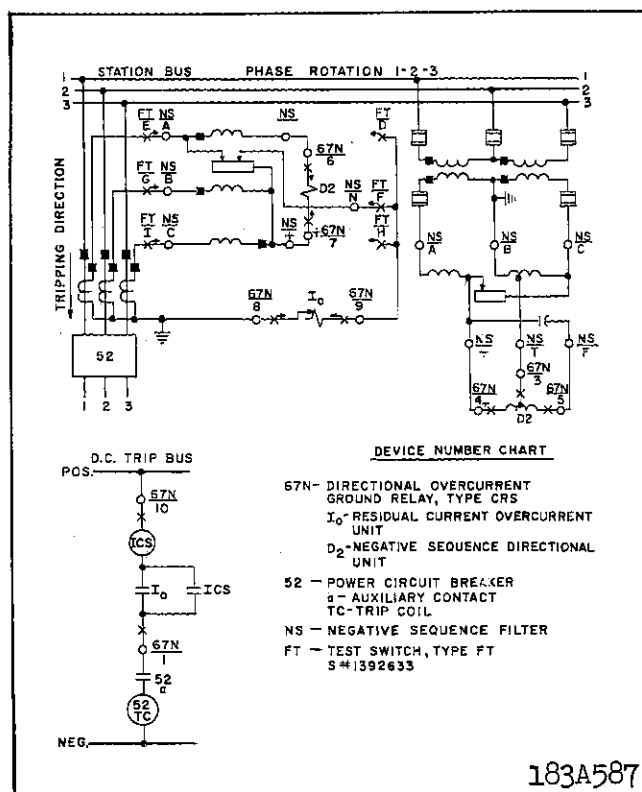 1 STATION BUS PHASE ROTATION 1-2-3 1
2 2
3 3
TRIPPING DIRECTION
FT E NS A NS FT D
67N 6
D2
FT G NS B NS N FT F
FT I NS C 67N 7 FT H
67N 8 I₀ 67N 9
52
1 2 3
NS A NS B NS C
NS NS T NS F
67N 3
67N 4 67N 5
D2
D.C. TRIP BUS
POS.
67N 10
ICS
I₀ ICS
67N 1
52 a
52 TC
NEG.
DEVICE NUMBER CHART
67N- DIRECTIONAL OVERCURRENT
GROUND RELAY, TYPE CRS
I₀-RESIDUAL CURRENT OVERCURRENT
UNIT
D₂-NEGATIVE SEQUENCE DIRECTIONAL
UNIT
52 - POWER CIRCUIT BREAKER
a - AUXILIARY CONTACT
TC-TRIP COIL
NS - NEGATIVE SEQUENCE FILTER
FT - TEST SWITCH, TYPE FT
S#1392633
183A587